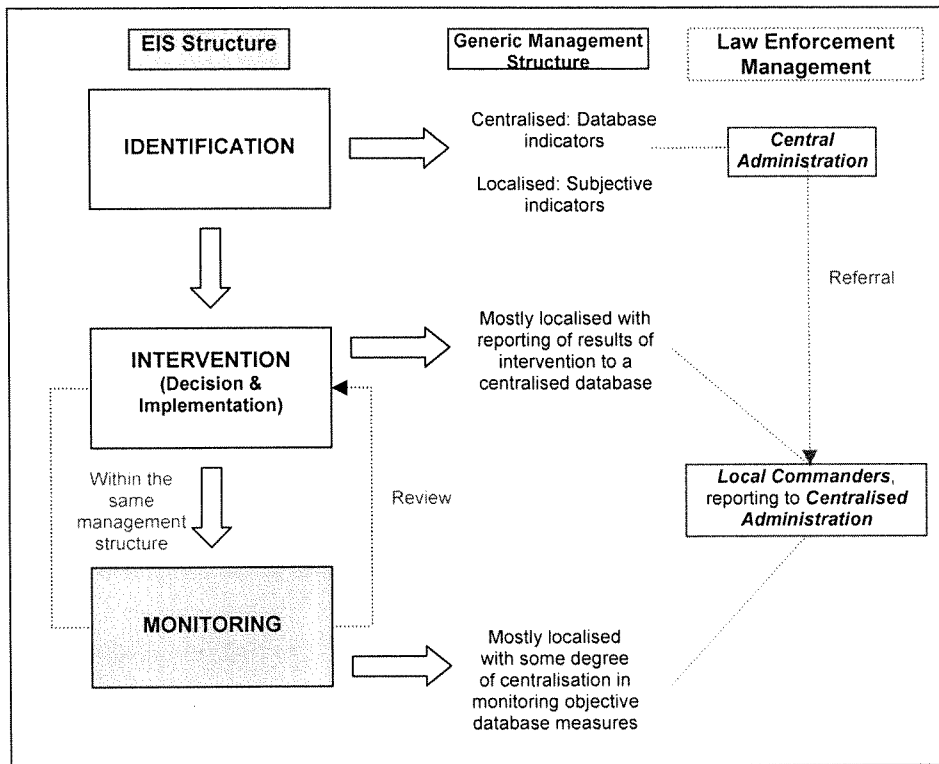 EIS Structure
Generic Management
Structure
Law Enforcement
Management
IDENTIFICATION
Centralised: Database
indicators
Localised: Subjective
indicators
Central
Administration
Referral
INTERVENTION
(Decision &
Implementation)
Mostly localised with
reporting of results of
intervention to a
centralised database
Within the
same
management
structure
Review
Local Commanders,
reporting to Centralised
Administration
MONITORING
Mostly localised
with some degree
of centralisation in
monitoring objective
database measures